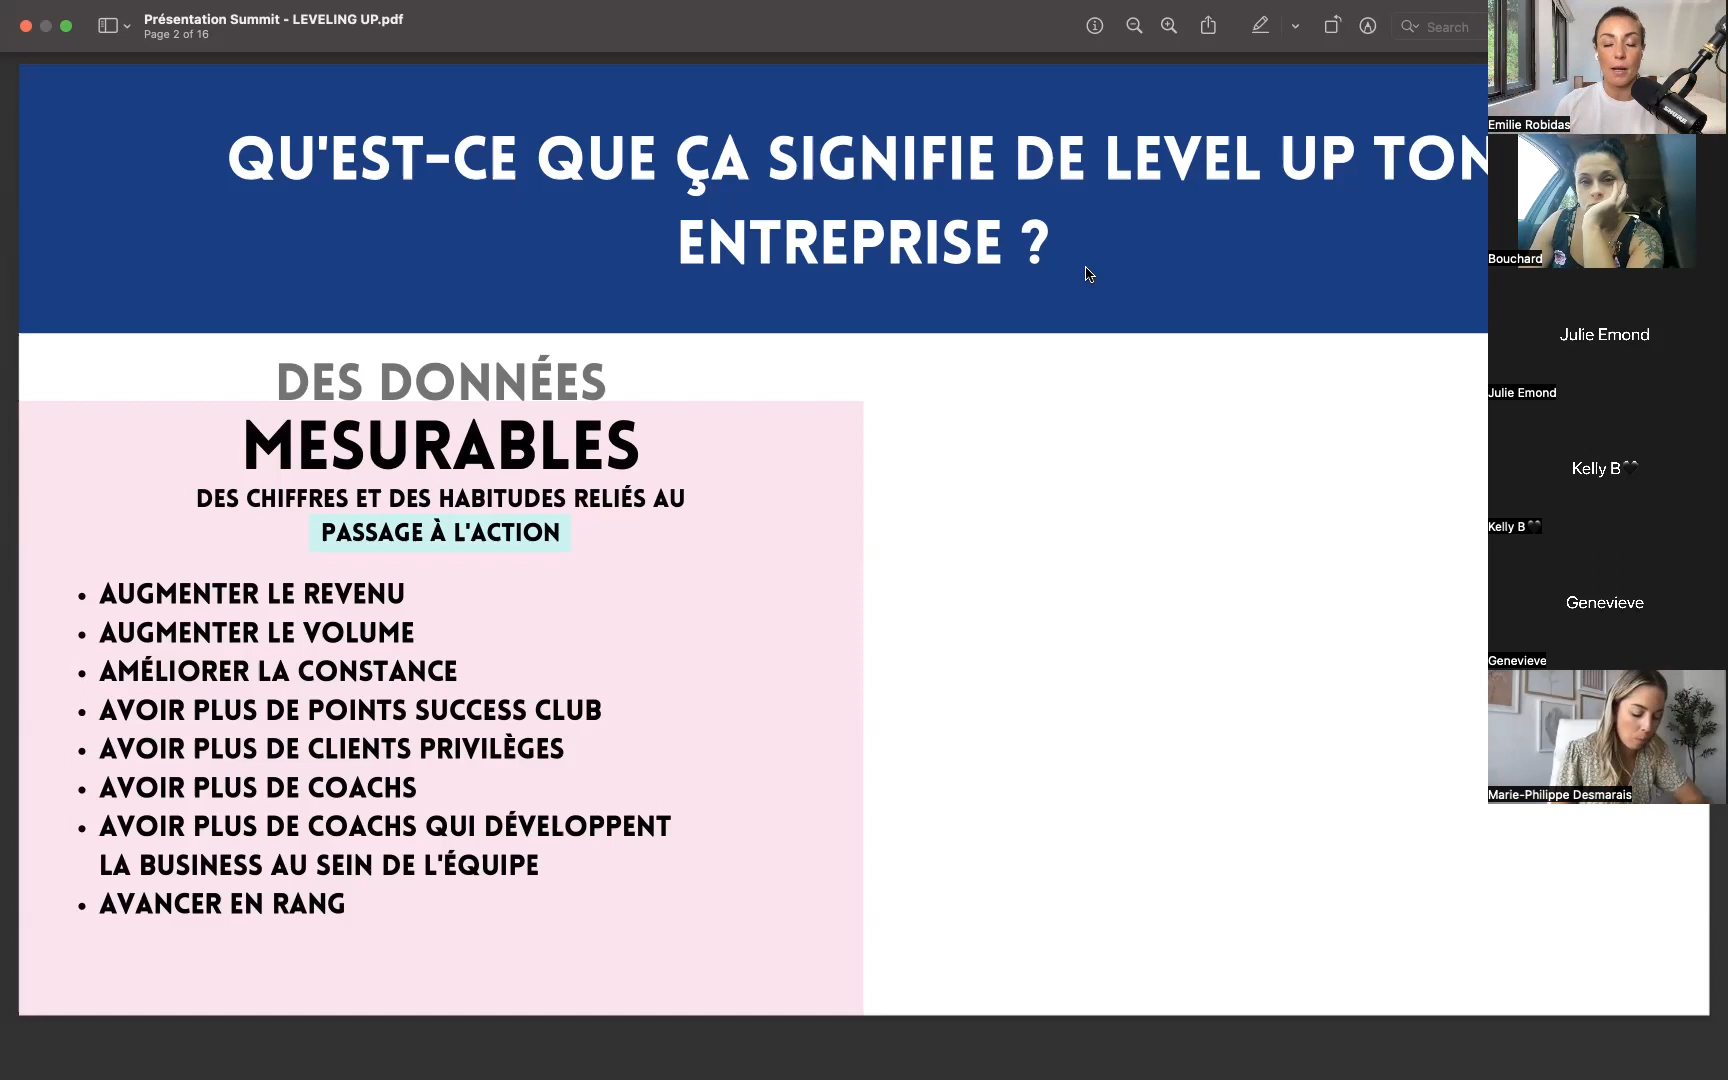 Présentation Summit - LEVELING UP.pdf
Page 2 of 16
Search
QU'EST-CE QUE ÇA SIGNIFIE DE LEVEL UP TON
ENTREPRISE ?
DES DONNÉES
MESURABLES
DES CHIFFRES ET DES HABITUDES RELIÉS AU
PASSAGE À L'ACTION
• AUGMENTER LE REVENU
• AUGMENTER LE VOLUME
• AMÉLIORER LA CONSTANCE
• AVOIR PLUS DE POINTS SUCCESS CLUB
• AVOIR PLUS DE CLIENTS PRIVILÈGES
• AVOIR PLUS DE COACHS
• AVOIR PLUS DE COACHS QUI DÉVELOPPENT
LA BUSINESS AU SEIN DE L'ÉQUIPE
• AVANCER EN RANG
Emilie Robidas
Bouchard
Julie Emond
Julie Emond
Kelly B🖤
Kelly B🖤
Genevieve
Genevieve
Marie-Philippe Desmarais